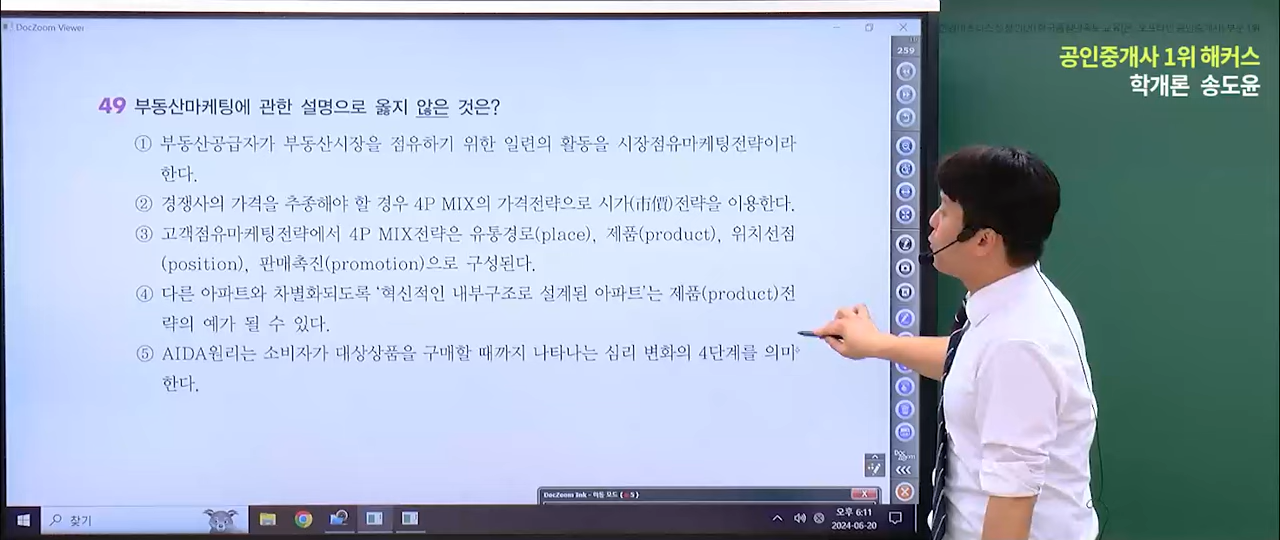 DocZoom Viewer
공인중개사 1위 해커스
학개론 송도윤
259
49 부동산마케팅에 관한 설명으로 옳지 않은 것은?
① 부동산공급자가 부동산시장을 점유하기 위한 일련의 활동을 시장점유마케팅전략이라
한다.
② 경쟁사의 가격을 추종해야 할 경우 4P MIX의 가격전략으로 시가(市價)전략을 이용한다.
③ 고객점유마케팅전략에서 4P MIX전략은 유통경로(place), 제품(product), 위치선점
(position), 판매촉진(promotion)으로 구성된다.
④ 다른 아파트와 차별화되도록 ‘혁신적인 내부구조로 설계된 아파트’는 제품(product)전
략의 예가 될 수 있다.
⑤ AIDA원리는 소비자가 대상상품을 구매할 때까지 나타나는 심리 변화의 4단계를 의미
한다.
DocZoom Ink - 판동 모드 ( 5 )
찾기
오후 6:11
2024-06-20